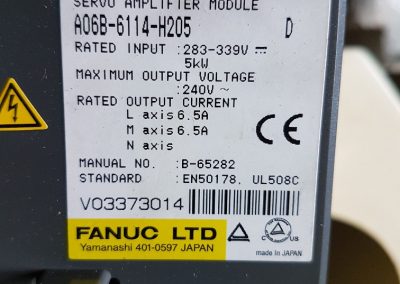 SERVO AMPLIFIER MODULE
A06B-6114-H205 D
RATED INPUT :283-339V ⎓
5kW
MAXIMUM OUTPUT VOLTAGE
:240V ~
RATED OUTPUT CURRENT
L axis 6.5A
M axis 6.5A
N axis
CE
MANUAL NO. :B-65282
STANDARD :EN50178, UL508C
V03373014
FANUC LTD
Yamanashi 401-0597 JAPAN
C US
made in JAPAN